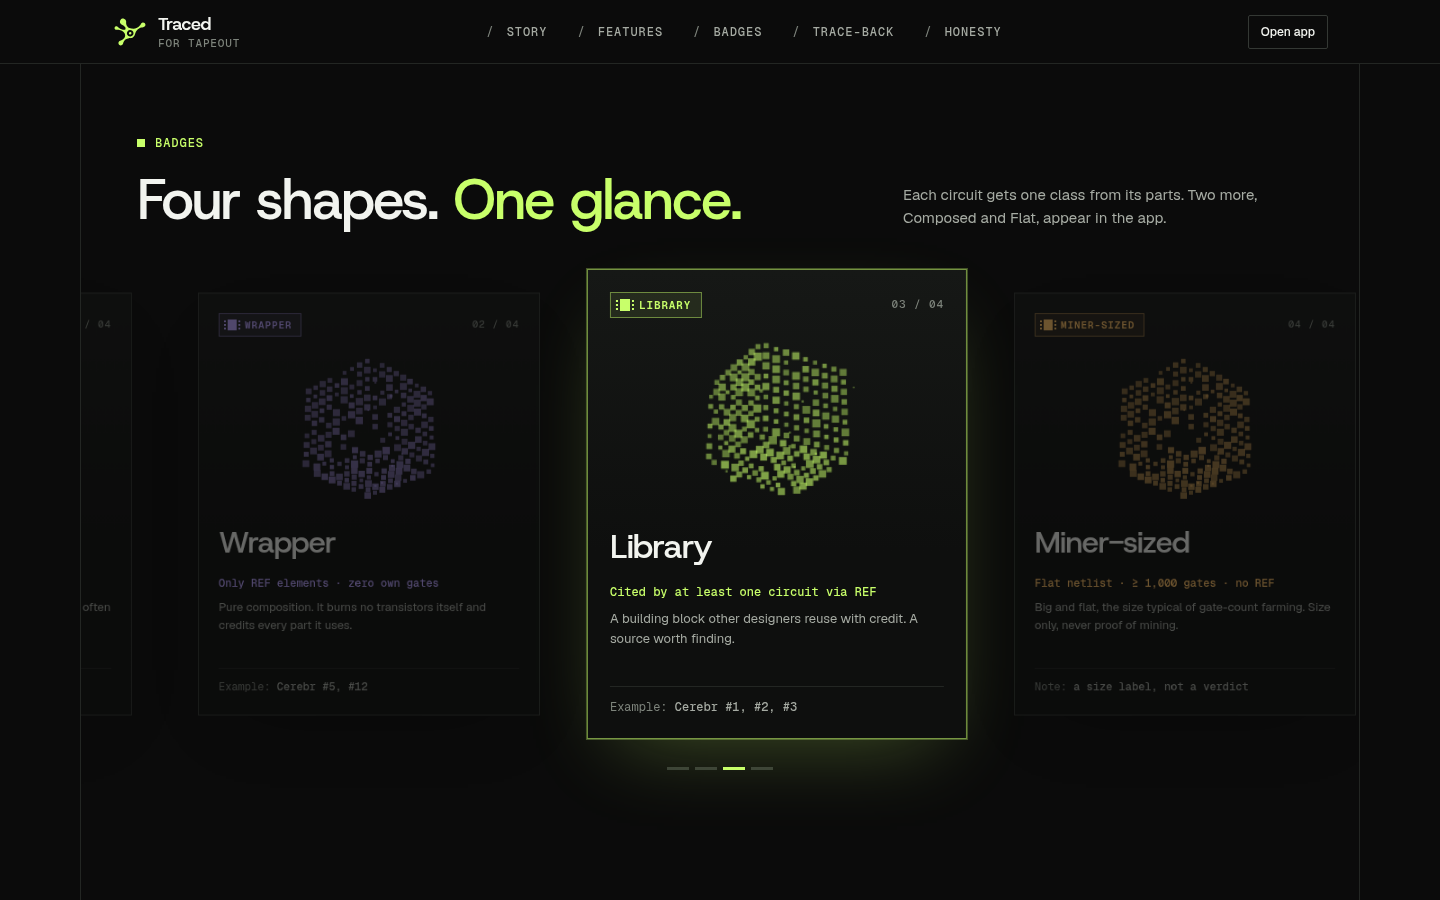 Traced
FOR TAPEOUT
/ STORY
/ FEATURES
/ BADGES
/ TRACE-BACK
/ HONESTY
Open app
BADGES
Four shapes. One glance.
Each circuit gets one class from its parts. Two more,
Composed and Flat, appear in the app.
/ 04
often
WRAPPER
02 / 04
Wrapper
Only REF elements · zero own gates
Pure composition. It burns no transistors itself and
credits every part it uses.
Example: Cerebr #5, #12
LIBRARY
03 / 04
Library
Cited by at least one circuit via REF
A building block other designers reuse with credit. A
source worth finding.
Example: Cerebr #1, #2, #3
MINER-SIZED
04 / 04
Miner-sized
Flat netlist · ≥ 1,000 gates · no REF
Big and flat, the size typical of gate-count farming. Size
only, never proof of mining.
Note: a size label, not a verdict